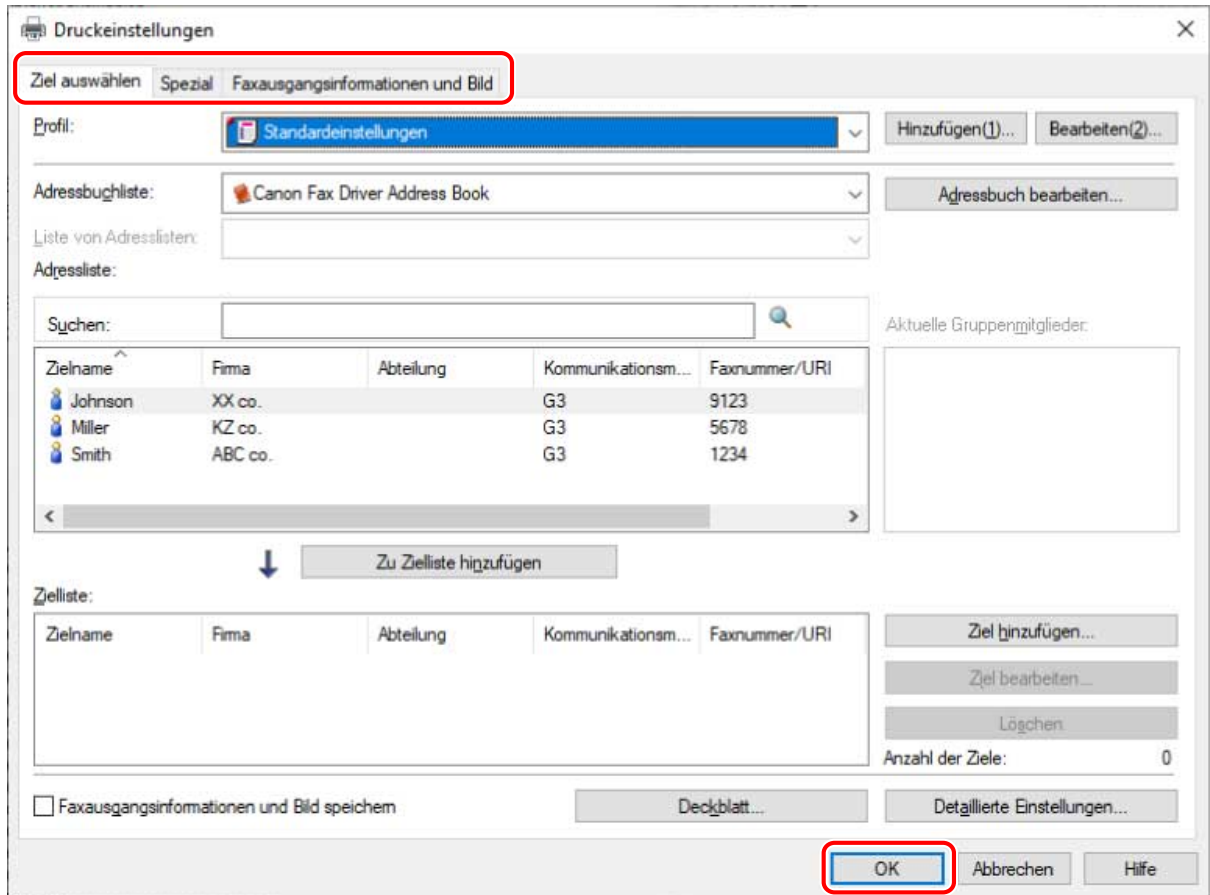 Druckeinstellungen
Ziel auswählen Spezial Faxausgangsinformationen und Bild
Profil: Standardeinstellungen Hinzufügen(1)... Bearbeiten(2)...
Adressbuchliste: Canon Fax Driver Address Book Adressbuch bearbeiten...
Liste von Adresslisten:
Adressliste:
Suchen: Aktuelle Gruppenmitglieder:
Zielname Firma Abteilung Kommunikationsm... Faxnummer/URI
Johnson XX co. G3 9123
Miller KZ co. G3 5678
Smith ABC co. G3 1234
Zu Zielliste hinzufügen
Zielliste:
Zielname Firma Abteilung Kommunikationsm... Faxnummer/URI Ziel hinzufügen...
Ziel bearbeiten...
Löschen
Anzahl der Ziele: 0
Faxausgangsinformationen und Bild speichern Deckblatt... Detaillierte Einstellungen...
OK Abbrechen Hilfe